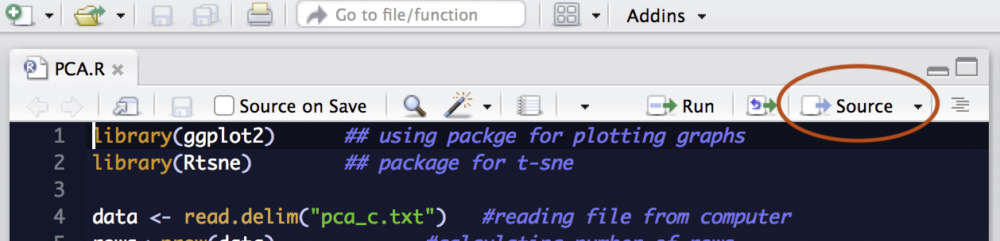 Go to file/function Addins
PCA.R
Source on Save Run Source
1 library(ggplot2) ## using packge for plotting graphs
2 library(Rtsne) ## package for t-sne
3
4 data <- read.delim("pca_c.txt") #reading file from computer
5 rows<-nrow(data) #calculating number of rows